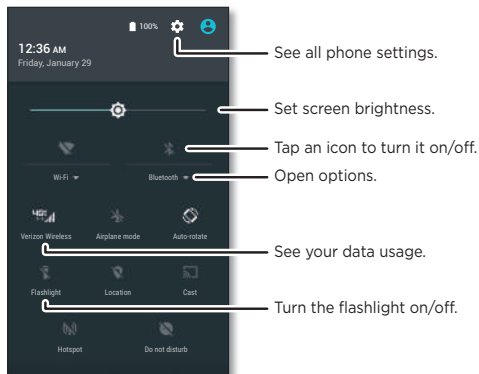 100%
12:36 AM
Friday, January 29
See all phone settings.
Set screen brightness.
Tap an icon to turn it on/off.
Wi-Fi Bluetooth
Open options.
4G LTE
Verizon Wireless Airplane mode Auto-rotate
See your data usage.
Flashlight Location Cast
Turn the flashlight on/off.
Hotspot Do not disturb